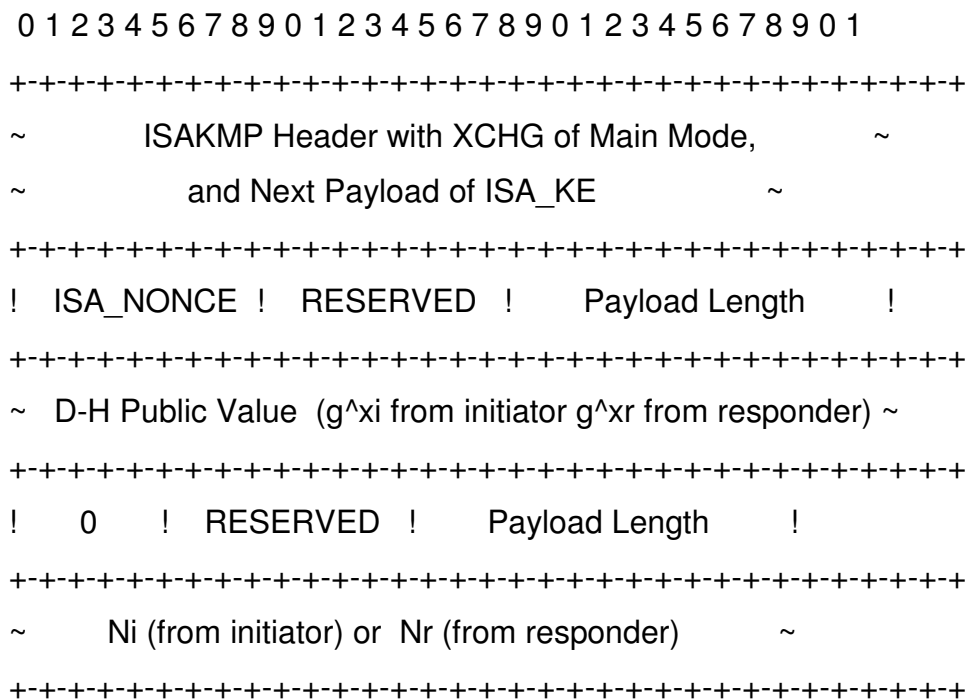 0 1 2 3 4 5 6 7 8 9 0 1 2 3 4 5 6 7 8 9 0 1 2 3 4 5 6 7 8 9 0 1
+-+-+-+-+-+-+-+-+-+-+-+-+-+-+-+-+-+-+-+-+-+-+-+-+-+-+-+-+-+-+-+-+
~ ISAKMP Header with XCHG of Main Mode, ~
~ and Next Payload of ISA_KE ~
+-+-+-+-+-+-+-+-+-+-+-+-+-+-+-+-+-+-+-+-+-+-+-+-+-+-+-+-+-+-+-+-+
! ISA_NONCE ! RESERVED ! Payload Length !
+-+-+-+-+-+-+-+-+-+-+-+-+-+-+-+-+-+-+-+-+-+-+-+-+-+-+-+-+-+-+-+-+
~ D-H Public Value (g^xi from initiator g^xr from responder) ~
+-+-+-+-+-+-+-+-+-+-+-+-+-+-+-+-+-+-+-+-+-+-+-+-+-+-+-+-+-+-+-+-+
! 0 ! RESERVED ! Payload Length !
+-+-+-+-+-+-+-+-+-+-+-+-+-+-+-+-+-+-+-+-+-+-+-+-+-+-+-+-+-+-+-+-+
~ Ni (from initiator) or Nr (from responder) ~
+-+-+-+-+-+-+-+-+-+-+-+-+-+-+-+-+-+-+-+-+-+-+-+-+-+-+-+-+-+-+-+-+